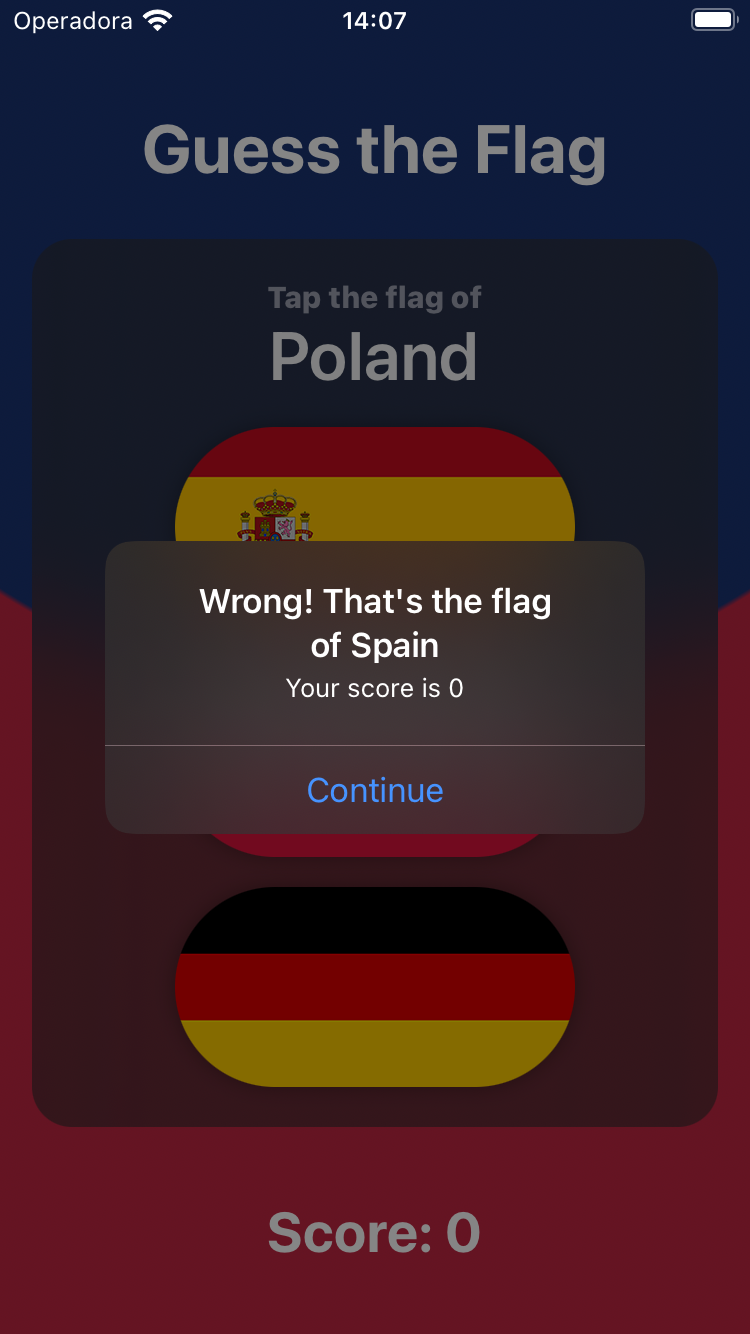 Operadora 14:07
Guess the Flag
Tap the flag of
Poland
Wrong! That's the flag
of Spain
Your score is 0
Continue
Score: 0